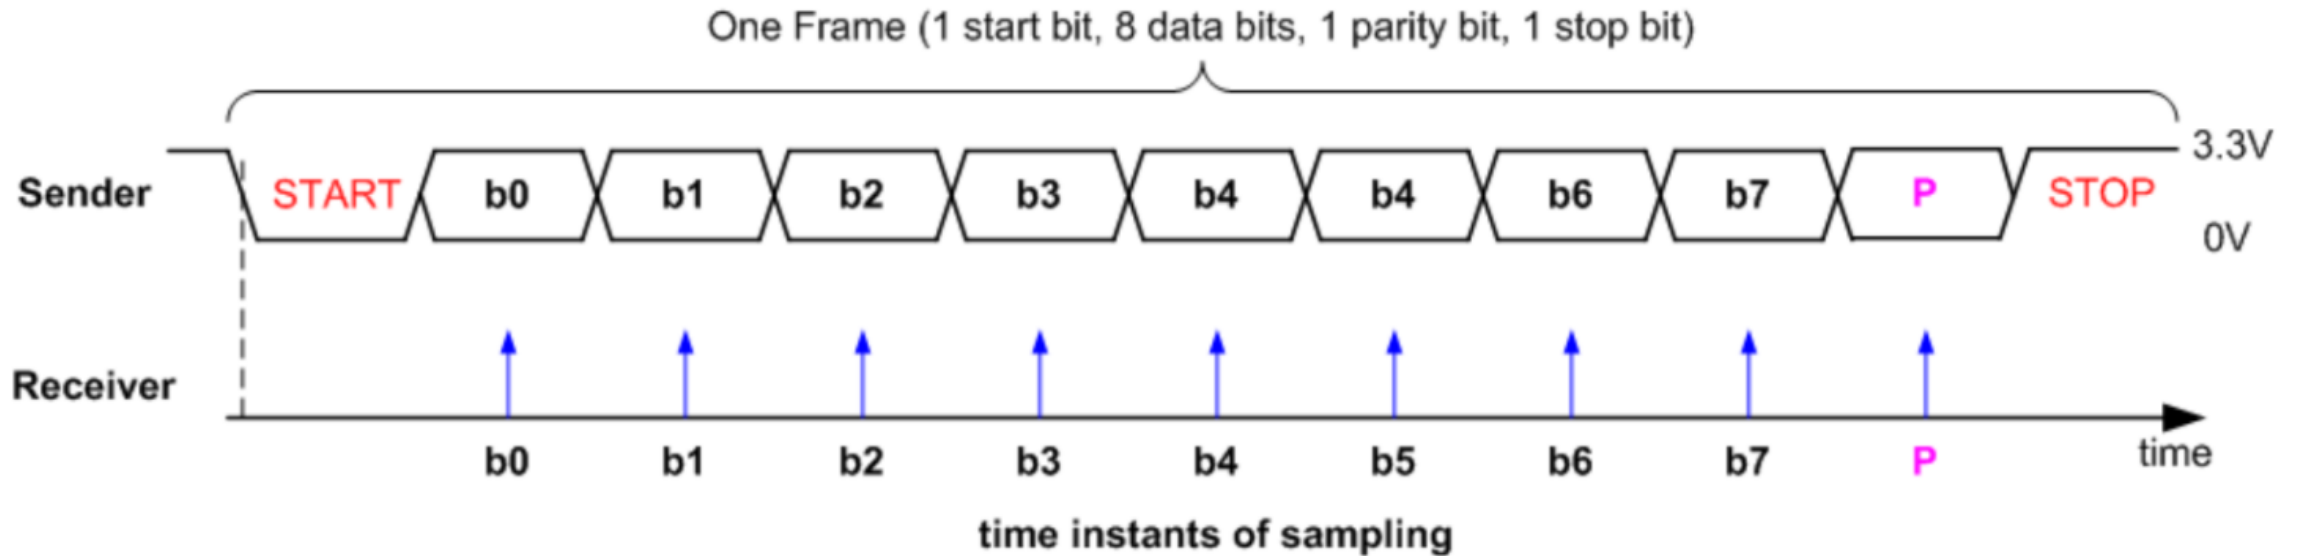 One Frame (1 start bit, 8 data bits, 1 parity bit, 1 stop bit)
3.3V
Sender START b0 b1 b2 b3 b4 b4 b6 b7 P STOP
0V
Receiver
b0 b1 b2 b3 b4 b5 b6 b7 P time
time instants of sampling